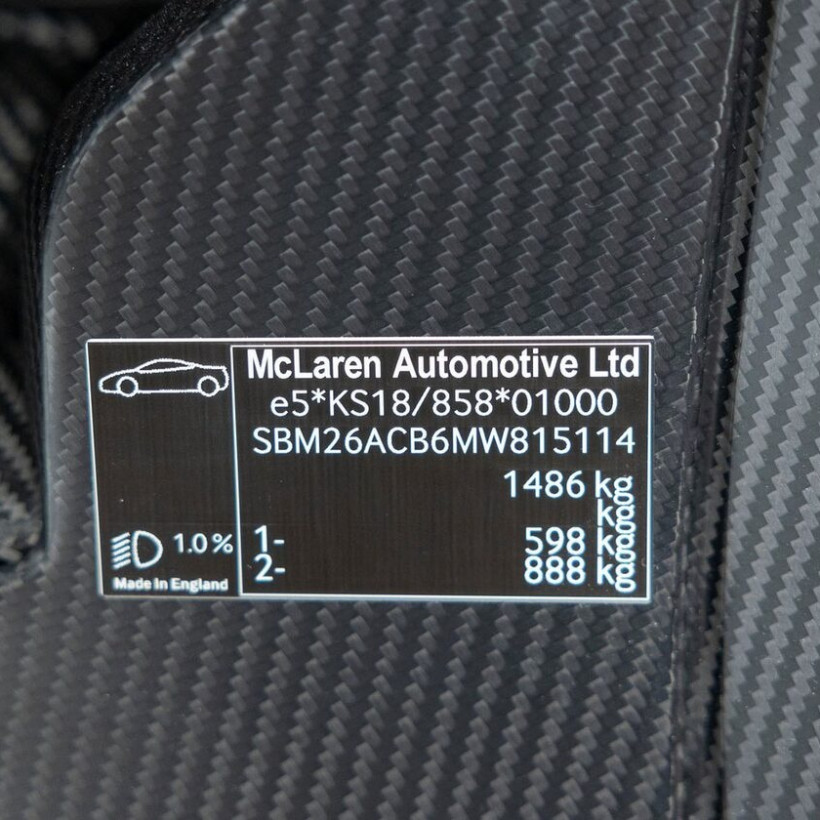 McLaren Automotive Ltd
e5*KS18/858*01000
SBM26ACB6MW815114
1486 kg
kg
1- 598 kg
2- 888 kg
1.0%
Made In England